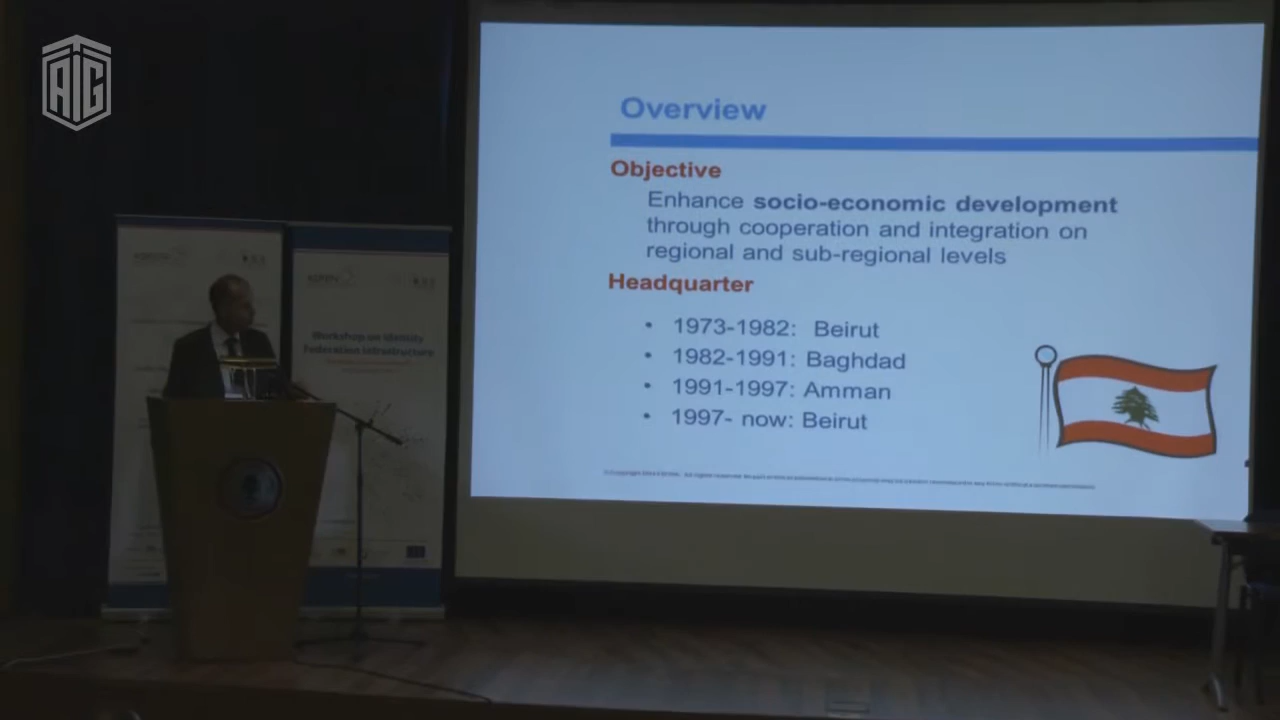 ATG
Overview
Objective
Enhance socio-economic development
through cooperation and integration on
regional and sub-regional levels
Headquarter
• 1973-1982: Beirut
• 1982-1991: Baghdad
• 1991-1997: Amman
• 1997- now: Beirut
Workshop on Identity
Federation Infrastructure